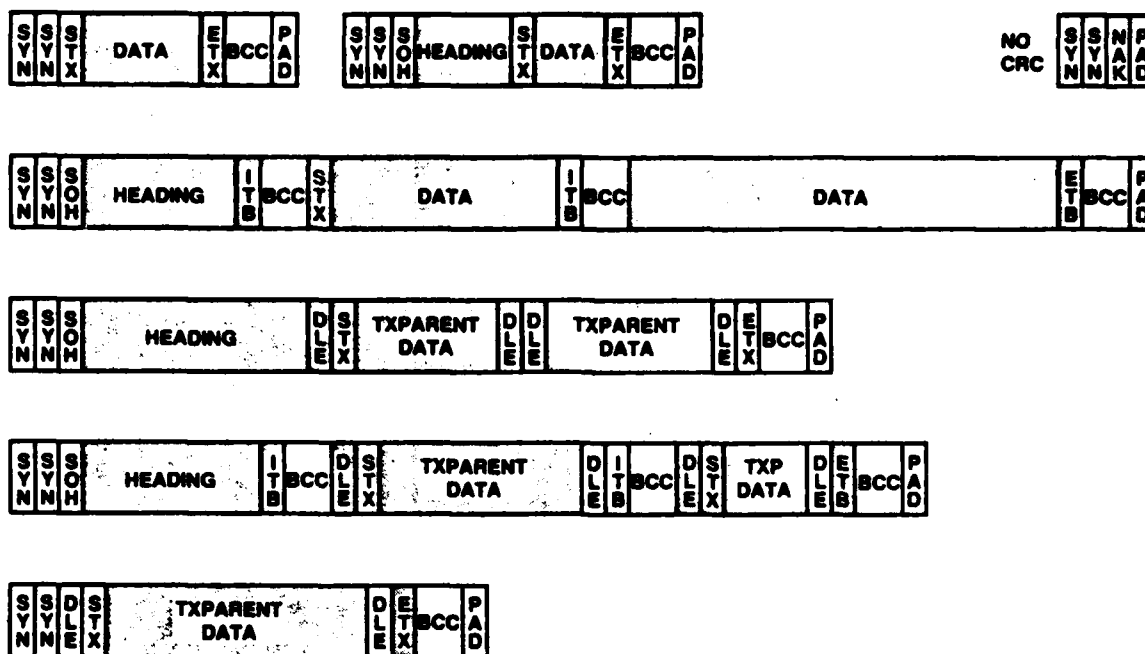 SYN SYN STX DATA ETX BCC PAD
SYN SYN SOH HEADING STX DATA ETX BCC PAD
NO CRC
SYN SYN NAK PAD
SYN SYN SOH HEADING ITB BCC STX DATA ITB BCC DATA ETB BCC PAD
SYN SYN SOH HEADING DLE STX TXPARENT DATA DLE DLE TXPARENT DATA DLE ETX BCC PAD
SYN SYN SOH HEADING ITB BCC DLE STX TXPARENT DATA DLE ITB BCC DLE STX TXP DATA DLE ETB BCC PAD
SYN SYN DLE STX TXPARENT DATA DLE ETX BCC PAD